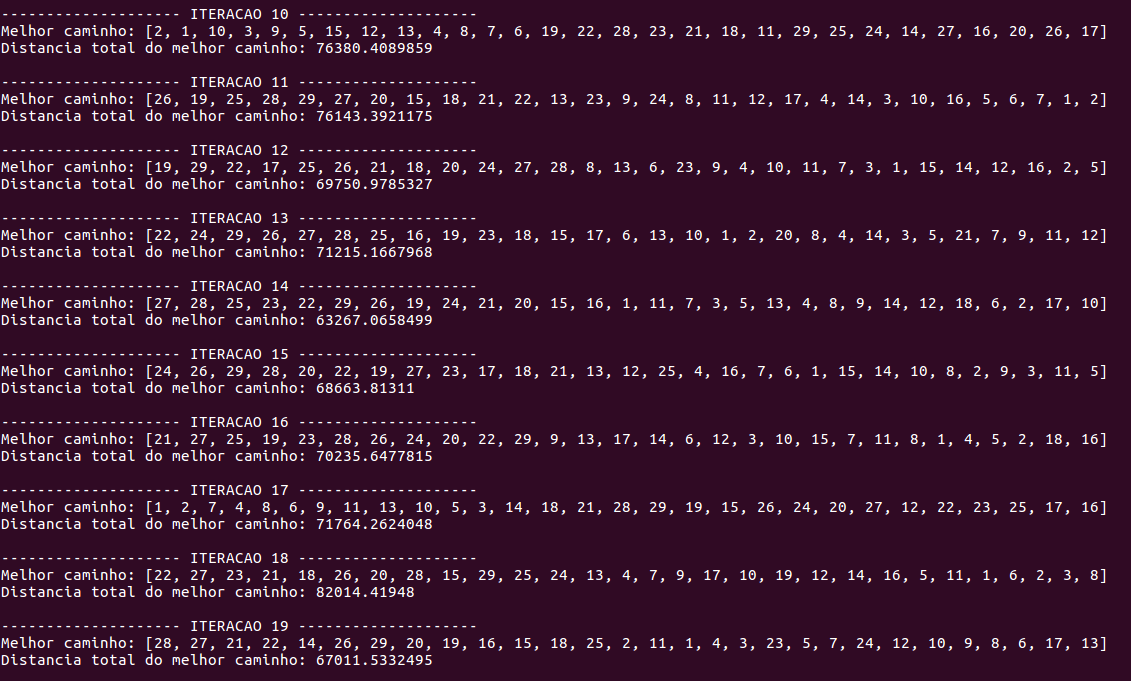 -------------------- ITERACAO 10 --------------------
Melhor caminho: [2, 1, 10, 3, 9, 5, 15, 12, 13, 4, 8, 7, 6, 19, 22, 28, 23, 21, 18, 11, 29, 25, 24, 14, 27, 16, 20, 26, 17]
Distancia total do melhor caminho: 76380.4089859
-------------------- ITERACAO 11 --------------------
Melhor caminho: [26, 19, 25, 28, 29, 27, 20, 15, 18, 21, 22, 13, 23, 9, 24, 8, 11, 12, 17, 4, 14, 3, 10, 16, 5, 6, 7, 1, 2]
Distancia total do melhor caminho: 76143.3921175
-------------------- ITERACAO 12 --------------------
Melhor caminho: [19, 29, 22, 17, 25, 26, 21, 18, 20, 24, 27, 28, 8, 13, 6, 23, 9, 4, 10, 11, 7, 3, 1, 15, 14, 12, 16, 2, 5]
Distancia total do melhor caminho: 69750.9785327
-------------------- ITERACAO 13 --------------------
Melhor caminho: [22, 24, 29, 26, 27, 28, 25, 16, 19, 23, 18, 15, 17, 6, 13, 10, 1, 2, 20, 8, 4, 14, 3, 5, 21, 7, 9, 11, 12]
Distancia total do melhor caminho: 71215.1667968
-------------------- ITERACAO 14 --------------------
Melhor caminho: [27, 28, 25, 23, 22, 29, 26, 19, 24, 21, 20, 15, 16, 1, 11, 7, 3, 5, 13, 4, 8, 9, 14, 12, 18, 6, 2, 17, 10]
Distancia total do melhor caminho: 63267.0658499
-------------------- ITERACAO 15 --------------------
Melhor caminho: [24, 26, 29, 28, 20, 22, 19, 27, 23, 17, 18, 21, 13, 12, 25, 4, 16, 7, 6, 1, 15, 14, 10, 8, 2, 9, 3, 11, 5]
Distancia total do melhor caminho: 68663.81311
-------------------- ITERACAO 16 --------------------
Melhor caminho: [21, 27, 25, 19, 23, 28, 26, 24, 20, 22, 29, 9, 13, 17, 14, 6, 12, 3, 10, 15, 7, 11, 8, 1, 4, 5, 2, 18, 16]
Distancia total do melhor caminho: 70235.6477815
-------------------- ITERACAO 17 --------------------
Melhor caminho: [1, 2, 7, 4, 8, 6, 9, 11, 13, 10, 5, 3, 14, 18, 21, 28, 29, 19, 15, 26, 24, 20, 27, 12, 22, 23, 25, 17, 16]
Distancia total do melhor caminho: 71764.2624048
-------------------- ITERACAO 18 --------------------
Melhor caminho: [22, 27, 23, 21, 18, 26, 20, 28, 15, 29, 25, 24, 13, 4, 7, 9, 17, 10, 19, 12, 14, 16, 5, 11, 1, 6, 2, 3, 8]
Distancia total do melhor caminho: 82014.41948
-------------------- ITERACAO 19 --------------------
Melhor caminho: [28, 27, 21, 22, 14, 26, 29, 20, 19, 16, 15, 18, 25, 2, 11, 1, 4, 3, 23, 5, 7, 24, 12, 10, 9, 8, 6, 17, 13]
Distancia total do melhor caminho: 67011.5332495